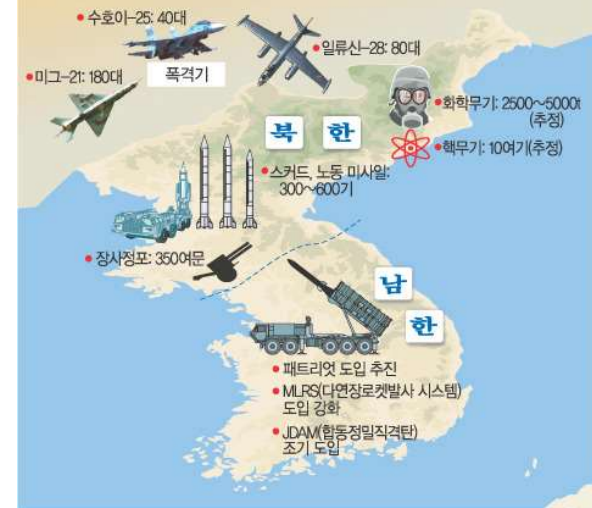 수호이-25: 40대
일류신-28: 80대
미그-21: 180대
폭격기
화학무기: 2500~5000t
(추정)
북한
핵무기: 10여기(추정)
스커드, 노동 미사일:
300~600기
장사정포: 350여문
남
한
패트리엇 도입 추진
MLRS(다연장로켓발사 시스템)
도입 강화
JDAM(합동정밀직격탄)
조기 도입